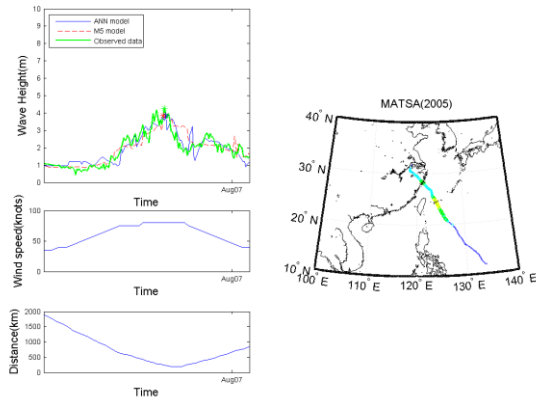 ANN model
M5 model
Observed data
Wave Height(m)
10
9
8
7
6
5
4
3
2
1
0
Aug07
Time
Wind speed(Knots)
100
50
0
Aug07
Time
Distance(km)
2000
1500
1000
500
0
Aug07
Time
MATSA(2005)
40° N
30° N
20° N
10° N
100° E
110° E
120° E
130° E
140° E